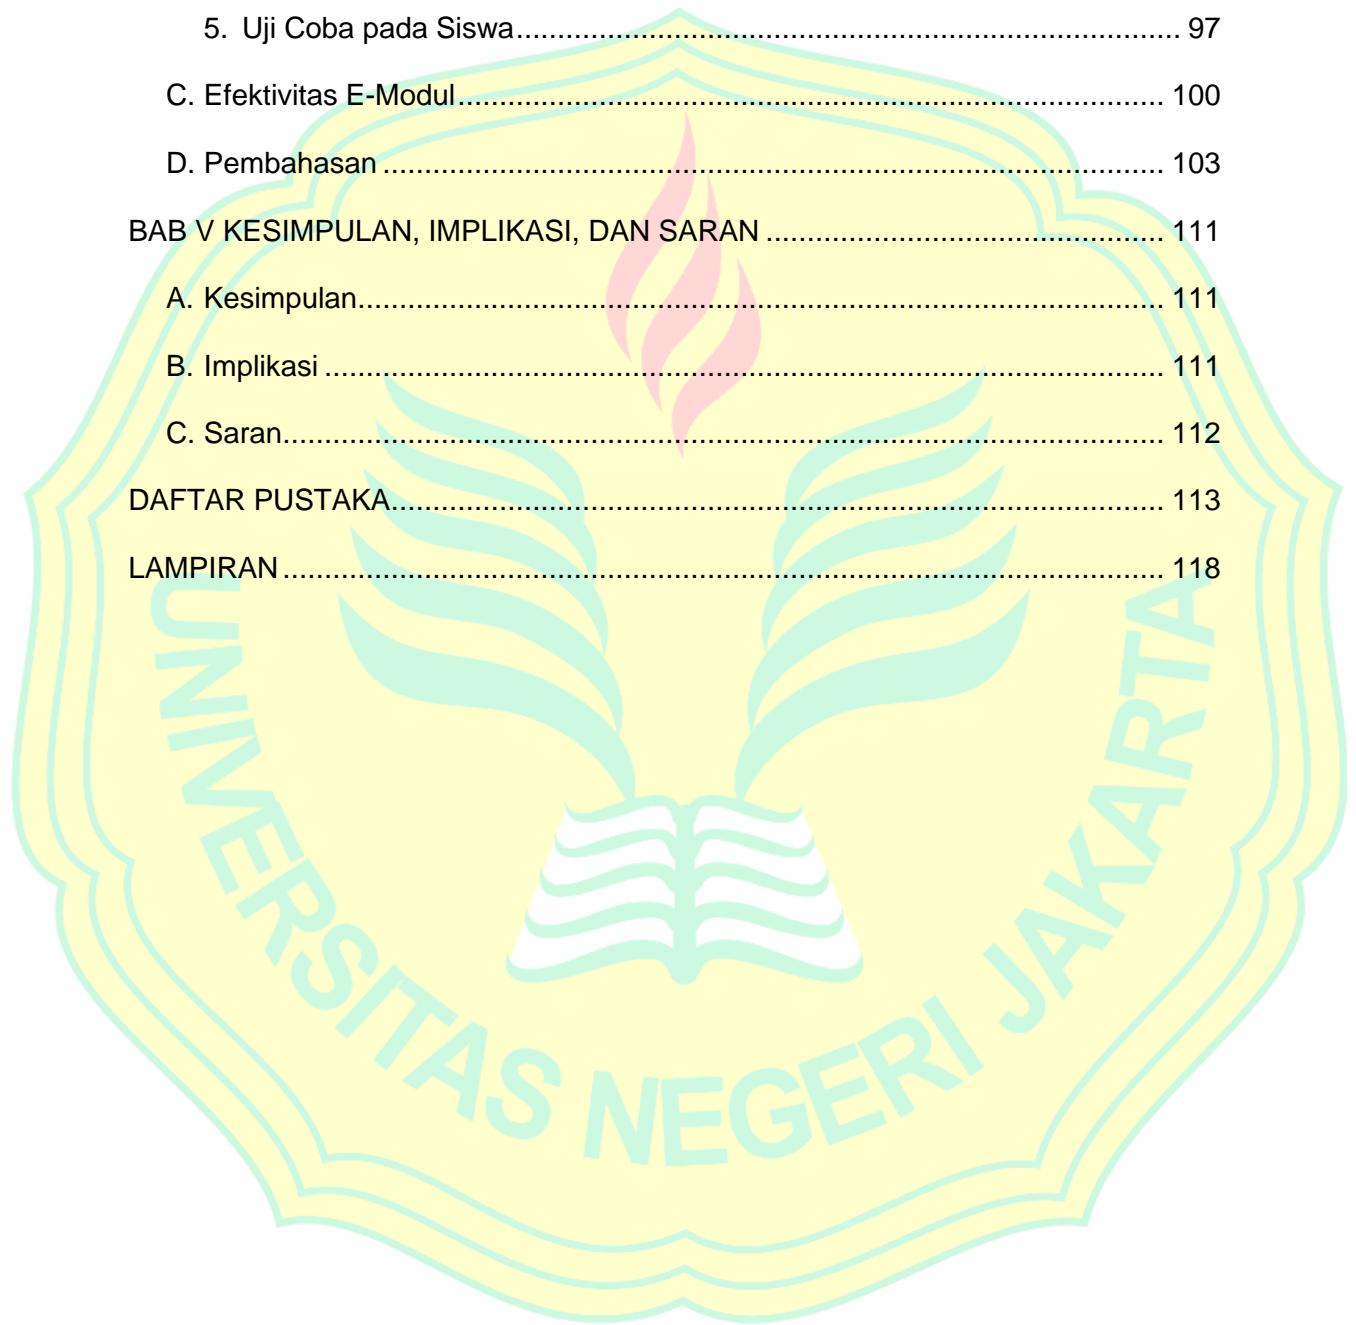 5. Uji Coba pada Siswa................................................................................ 97
C. Efektivitas E-Modul..................................................................................... 100
D. Pembahasan .............................................................................................. 103
BAB V KESIMPULAN, IMPLIKASI, DAN SARAN ................................................ 111
A. Kesimpulan................................................................................................. 111
B. Implikasi ..................................................................................................... 111
C. Saran.......................................................................................................... 112
DAFTAR PUSTAKA............................................................................................. 113
LAMPIRAN .......................................................................................................... 118
UNIVERSITAS NEGERI JAKARTA